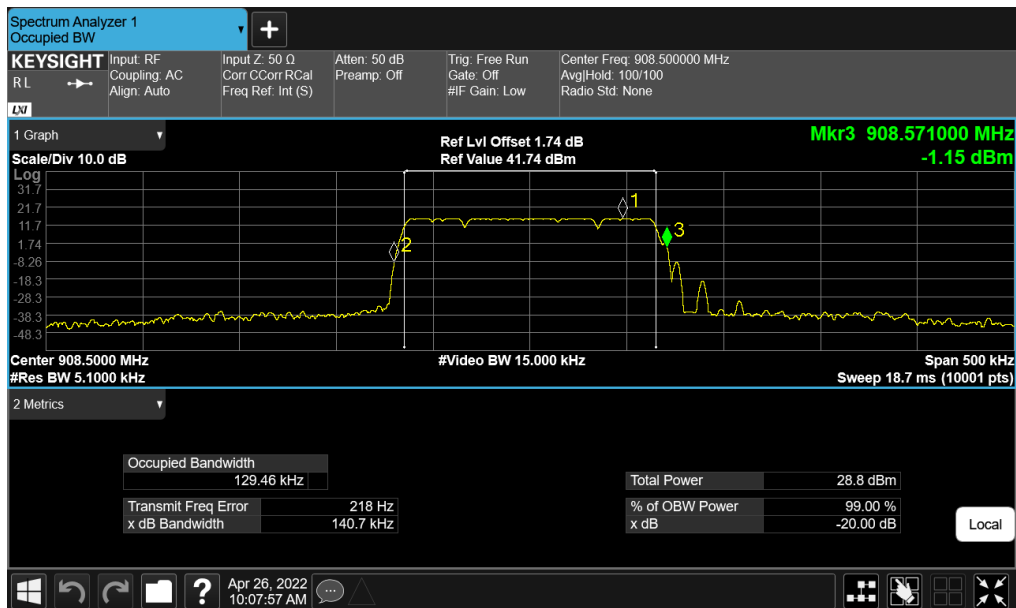 Spectrum Analyzer 1
Occupied BW
+
KEYSIGHT
R L
LXI
Input: RF
Coupling: AC
Align: Auto
Input Z: 50 Ω
Corr CCorr RCal
Freq Ref: Int (S)
Atten: 50 dB
Preamp: Off
Trig: Free Run
Gate: Off
#IF Gain: Low
Center Freq: 908.500000 MHz
Avg|Hold: 100/100
Radio Std: None
1 Graph
Scale/Div 10.0 dB
Ref Lvl Offset 1.74 dB
Ref Value 41.74 dBm
Mkr3 908.571000 MHz
-1.15 dBm
Log
31.7
21.7
11.7
1.74
-8.26
-18.3
-28.3
-38.3
-48.3
1
2
3
Center 908.5000 MHz
#Video BW 15.000 kHz
Span 500 kHz
#Res BW 5.1000 kHz
Sweep 18.7 ms (10001 pts)
2 Metrics
Occupied Bandwidth
129.46 kHz
Total Power 28.8 dBm
Transmit Freq Error 218 Hz
% of OBW Power 99.00 %
x dB Bandwidth 140.7 kHz
x dB -20.00 dB
Local
?
Apr 26, 2022
10:07:57 AM